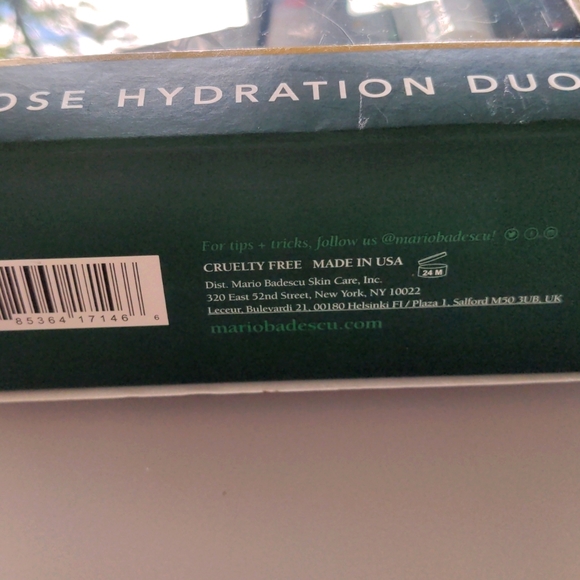 OSE HYDRATION DUO
For tips + tricks, follow us @mariobadescu!
CRUELTY FREE MADE IN USA
24 M
Dist. Mario Badescu Skin Care, Inc.
320 East 52nd Street, New York, NY 10022
Leceur, Bulevardi 21, 00180 Helsinki FI / Plaza 1, Salford M50 3UB, UK
mariobadescu.com
85364 17146 6